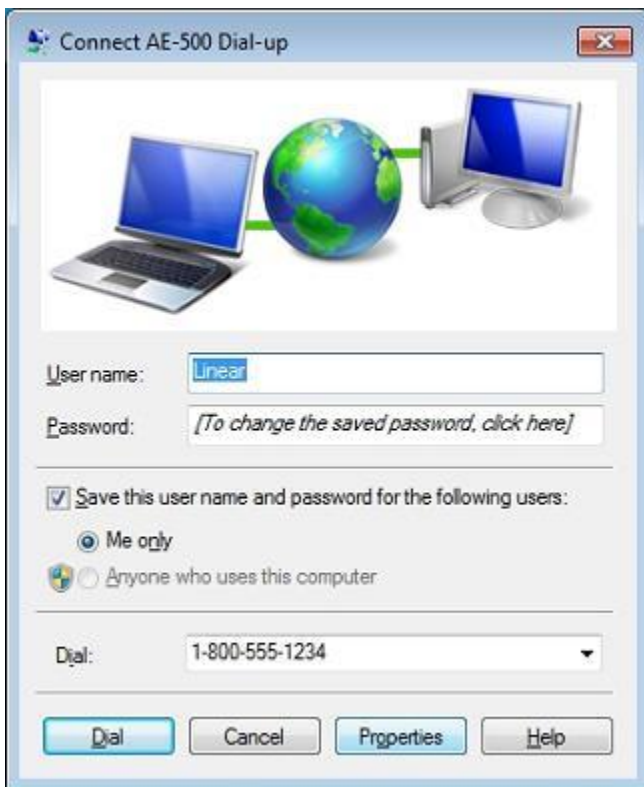 Connect AE-500 Dial-up
User name: Linear
Password: [To change the saved password, click here]
Save this user name and password for the following users:
Me only
Anyone who uses this computer
Dial: 1-800-555-1234
Dial Cancel Properties Help